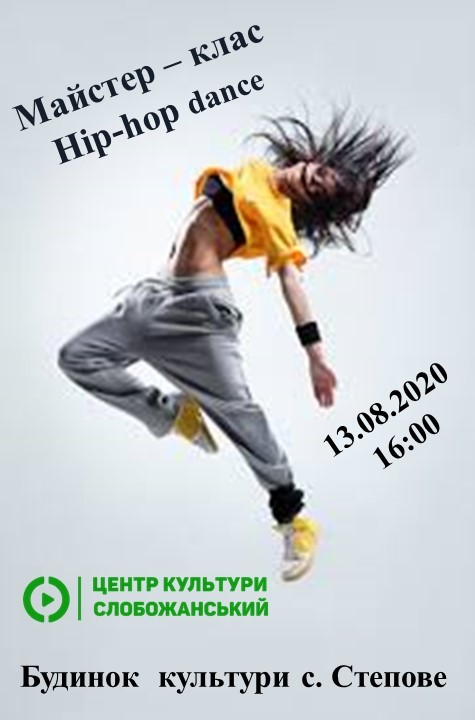 Майстер – клас
Hip-hop dance
13.08.2020
16:00
ЦЕНТР КУЛЬТУРИ
СЛОБОЖАНСЬКИЙ
Будинок культури с. Степове